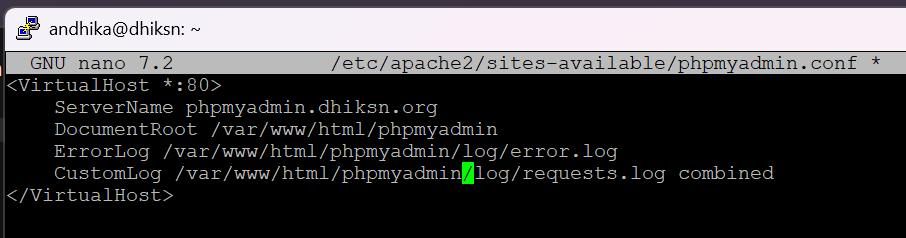 andhika@dhiksn: ~
GNU nano 7.2 /etc/apache2/sites-available/phpmyadmin.conf *
<VirtualHost *:80>
    ServerName phpmyadmin.dhiksn.org
    DocumentRoot /var/www/html/phpmyadmin
    ErrorLog /var/www/html/phpmyadmin/log/error.log
    CustomLog /var/www/html/phpmyadmin/log/requests.log combined
</VirtualHost>